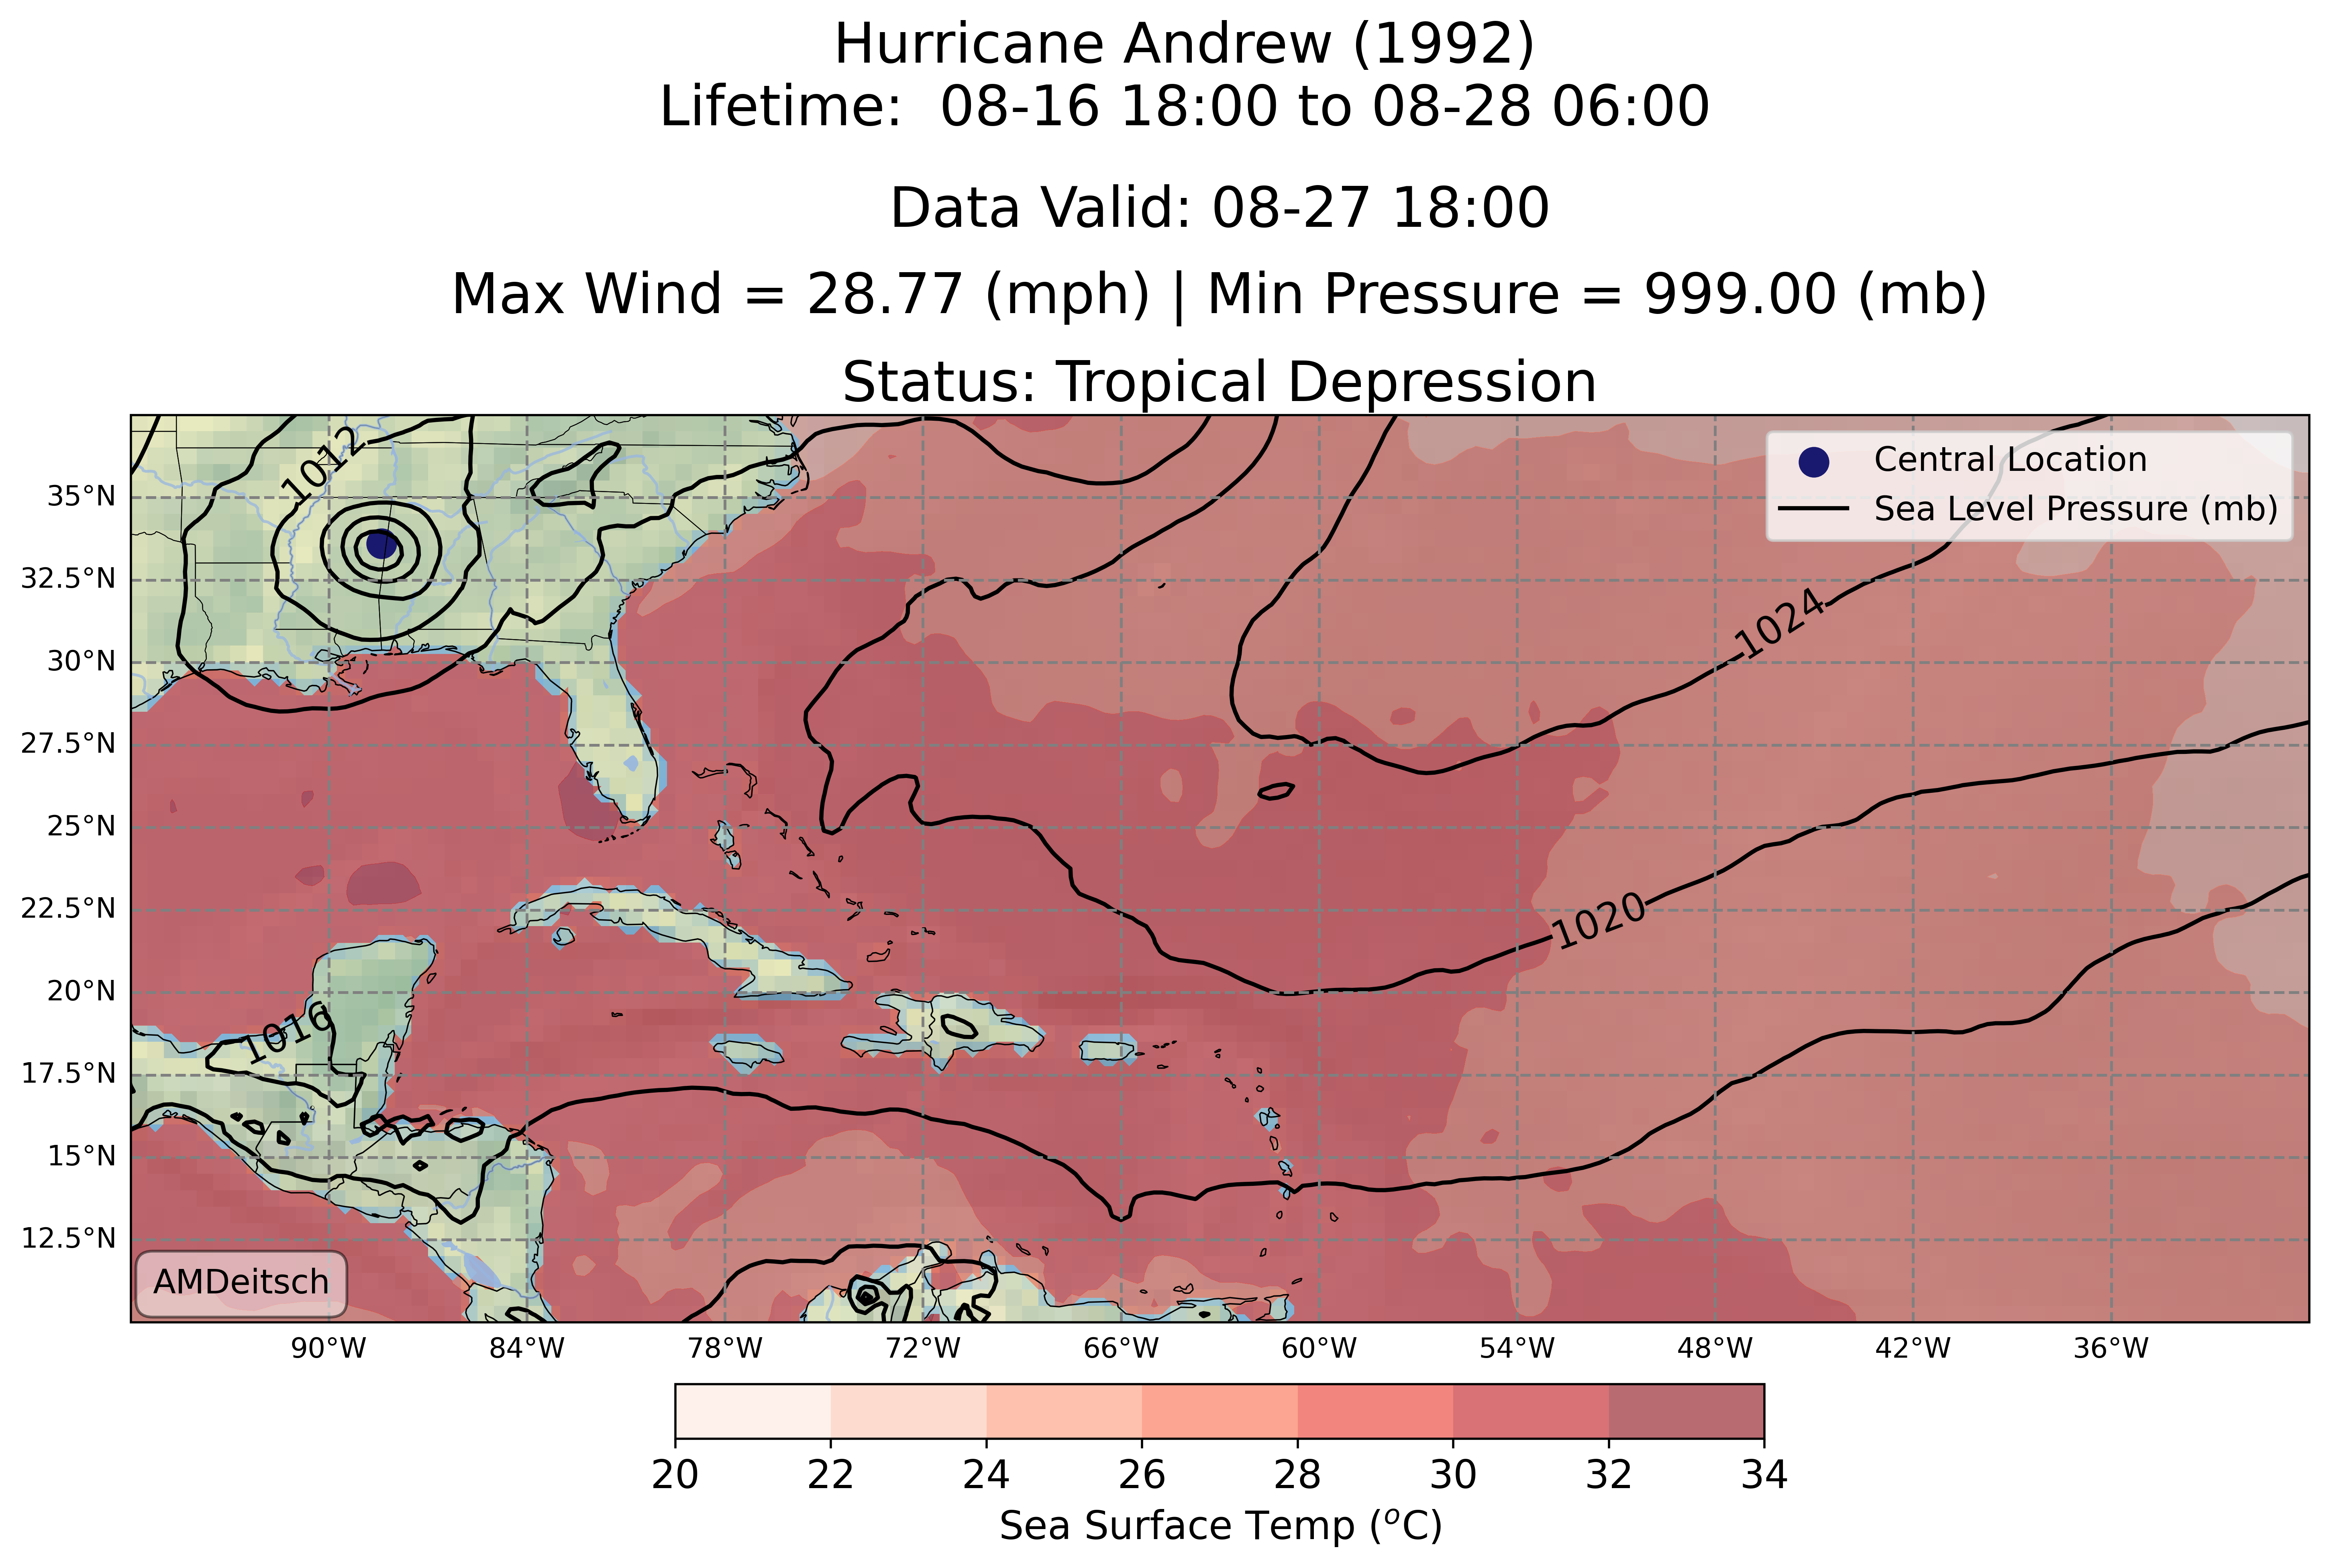 Hurricane Andrew (1992)
Lifetime:  08-16 18:00 to 08-28 06:00
Data Valid: 08-27 18:00
Max Wind = 28.77 (mph) | Min Pressure = 999.00 (mb)
Status: Tropical Depression
Central Location
Sea Level Pressure (mb)
1012
1024
1020
1016
35°N
32.5°N
30°N
27.5°N
25°N
22.5°N
20°N
17.5°N
15°N
12.5°N
AMDeitsch
90°W 84°W 78°W 72°W 66°W 60°W 54°W 48°W 42°W 36°W
20 22 24 26 28 30 32 34
Sea Surface Temp (°C)